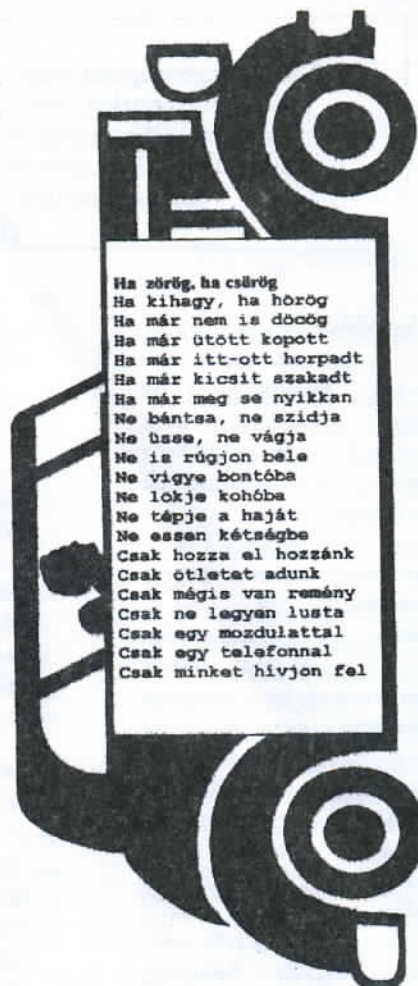 Ha zörög, ha csörög
Ha kihagy, ha hörög
Ha már nem is döcög
Ha már ütött kopott
Ha már itt-ott horpadt
Ha már kicsit szakadt
Ha már meg se nyikkan
Ne bántsa, ne szidja
Ne üsse, ne vágja
Ne is rúgjon bele
Ne vigye bontóba
Ne lökje kohóba
Ne tépje a haját
Ne essen kétségbe
Csak hozza el hozzánk
Csak ötletet adunk
Csak mégis van remény
Csak ne legyen lusta
Csak egy mozdulattal
Csak egy telefonnal
Csak minket hívjon fel